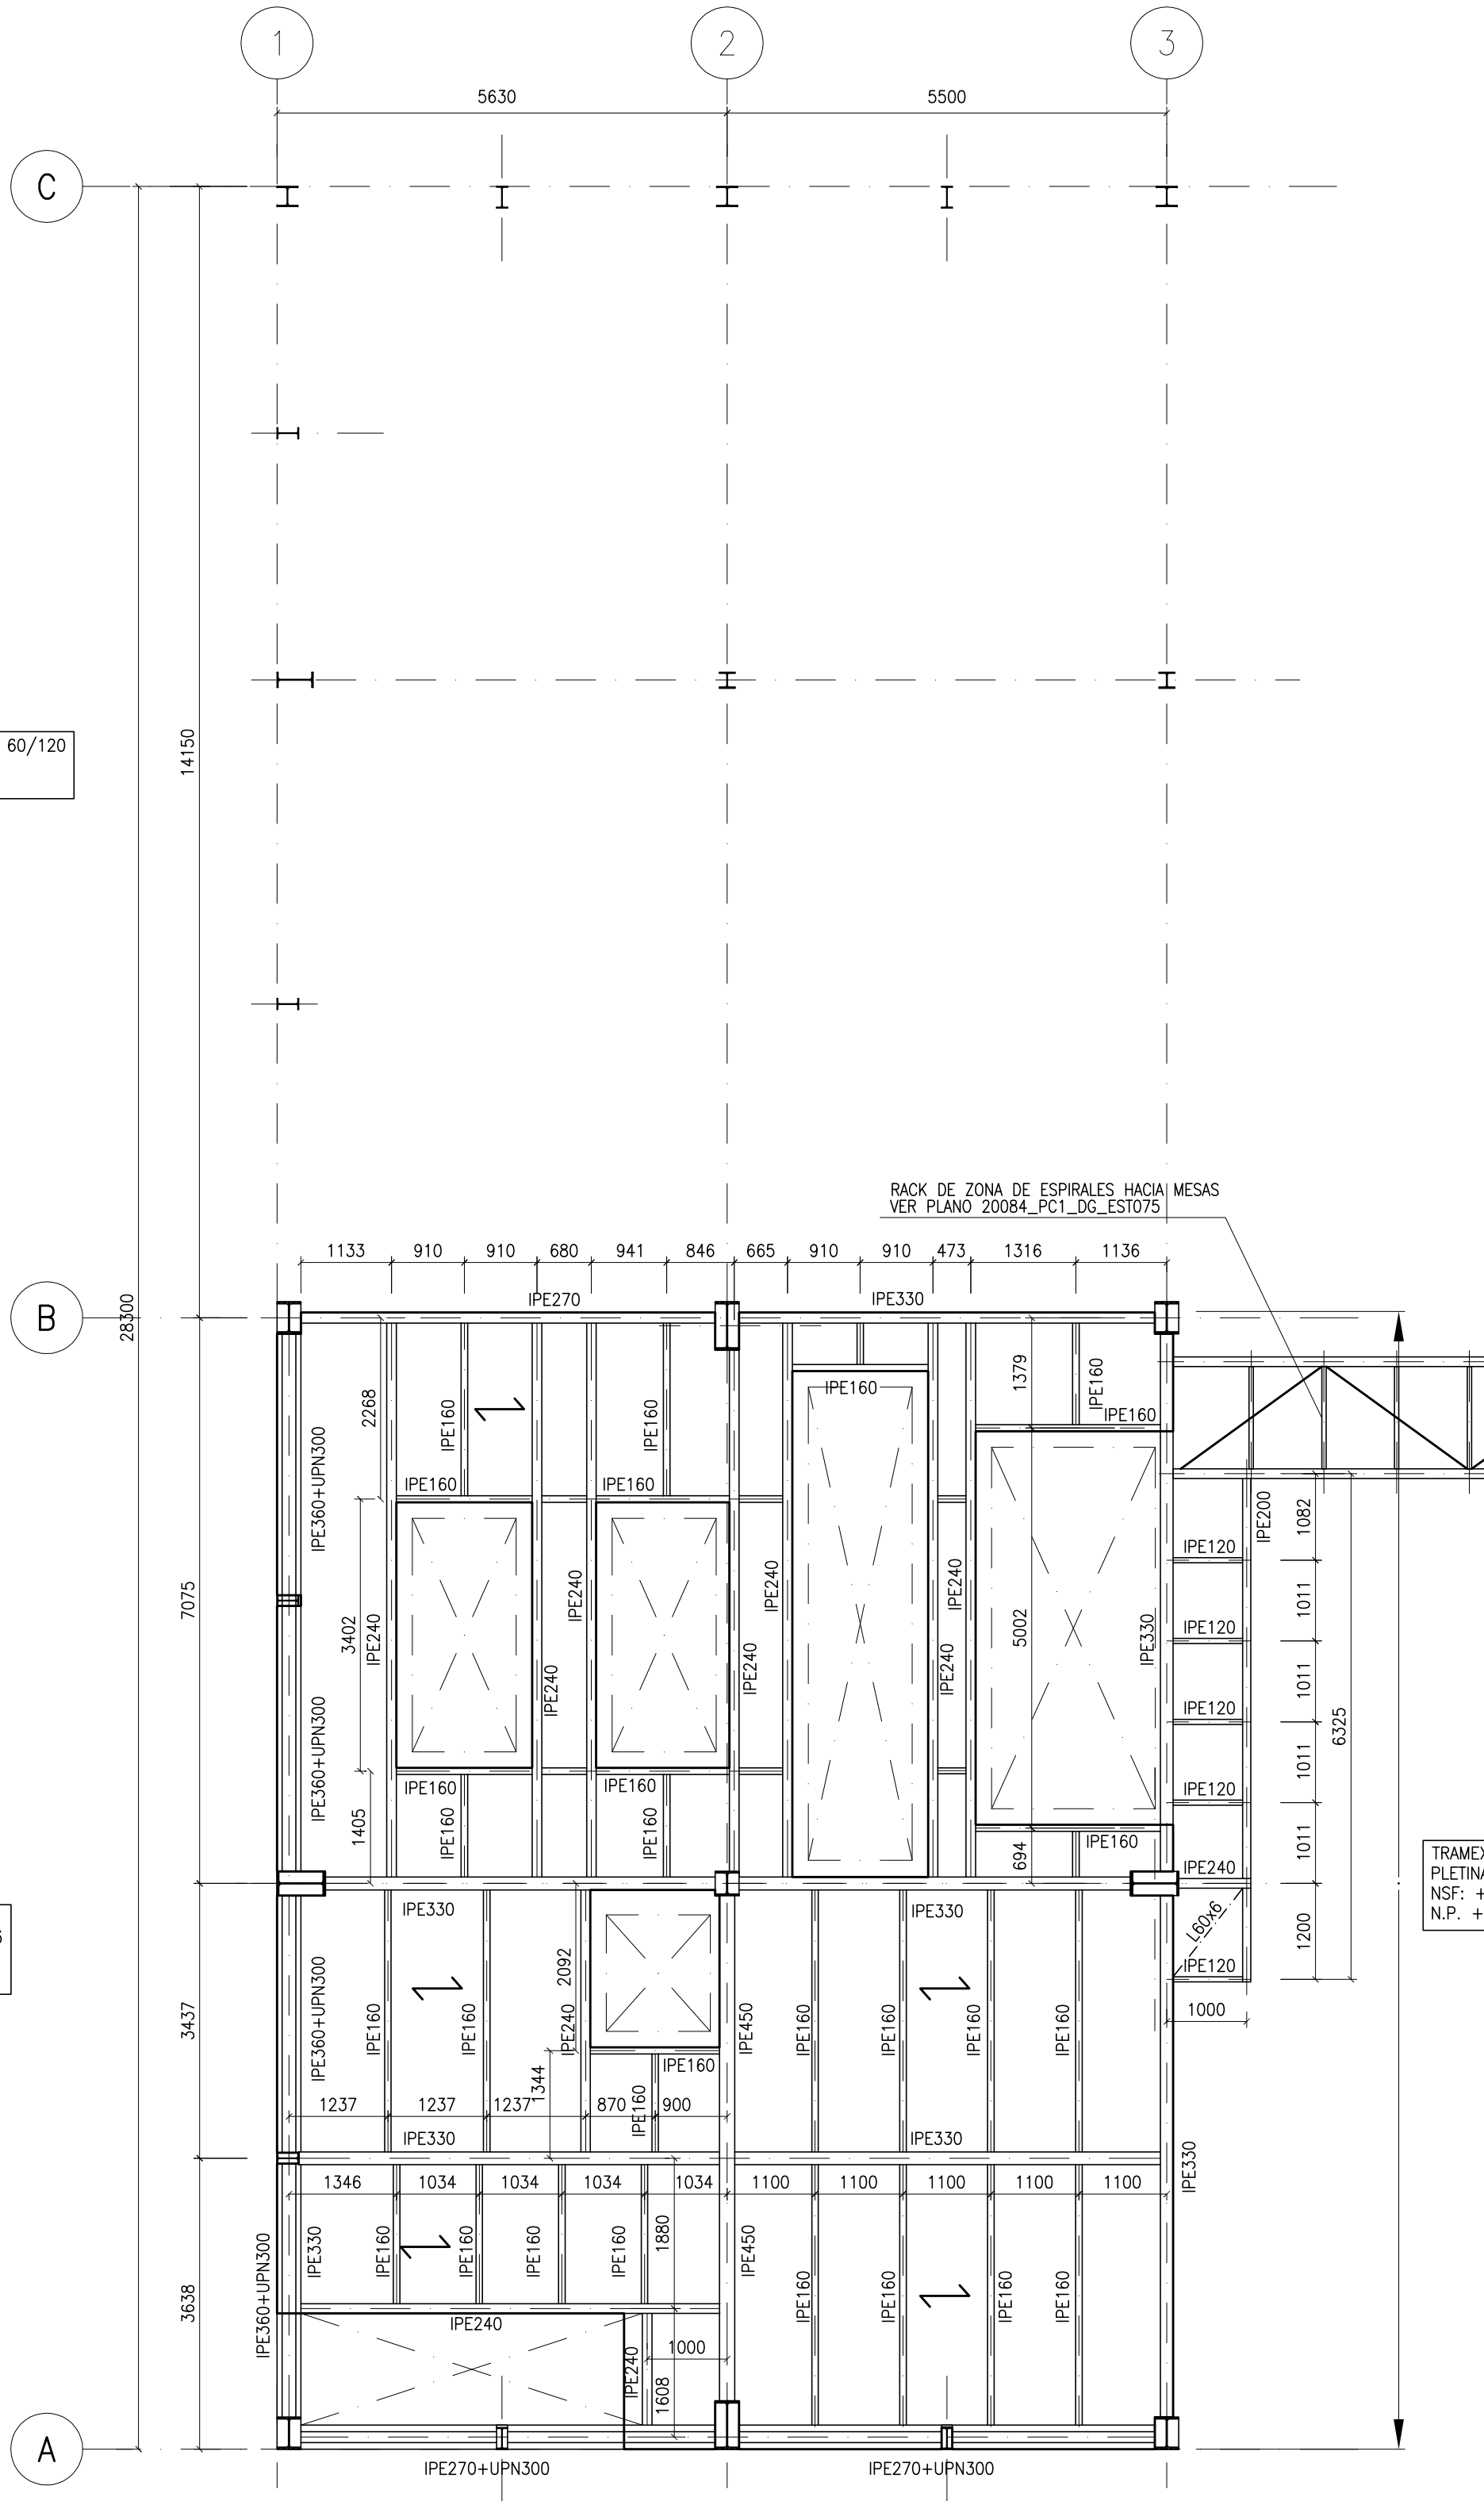 1
2
3
5630
5500
C
60/120
14150
28300
RACK DE ZONA DE ESPIRALES HACIA MESAS
VER PLANO 20084_PC1_DG_EST075
1133
910
910
680
941
846
665
910
910
473
1316
1136
B
IPE270
IPE330
2268
1379
IPE160
IPE160
IPE160
IPE160
IPE160
IPE360+UPN300
IPE160
IPE160
IPE200
1082
IPE120
1011
7075
3402
IPE240
IPE240
IPE240
IPE240
5002
IPE330
IPE120
1011
IPE240
IPE240
IPE240
IPE360+UPN300
IPE120
6325
1011
IPE160
IPE160
IPE120
1405
IPE160
IPE160
694
IPE160
1011
TRAME
PLETIN
NSF: +
N.P. +
IPE240
IPE330
IPE330
L60x6
1200
2092
IPE120
IPE360+UPN300
3437
IPE160
IPE160
IPE240
IPE450
IPE160
IPE160
IPE160
IPE160
1000
IPE160
1344
IPE160
1237
1237
1237
870
900
IPE330
IPE330
IPE330
1346
1034
1034
1034
1034
1100
1100
1100
1100
1100
1880
IPE360+UPN300
IPE330
IPE160
IPE160
IPE160
IPE160
IPE450
IPE160
IPE160
IPE160
IPE160
3638
IPE240
1000
IPE240
1608
A
IPE270+UPN300
IPE270+UPN300